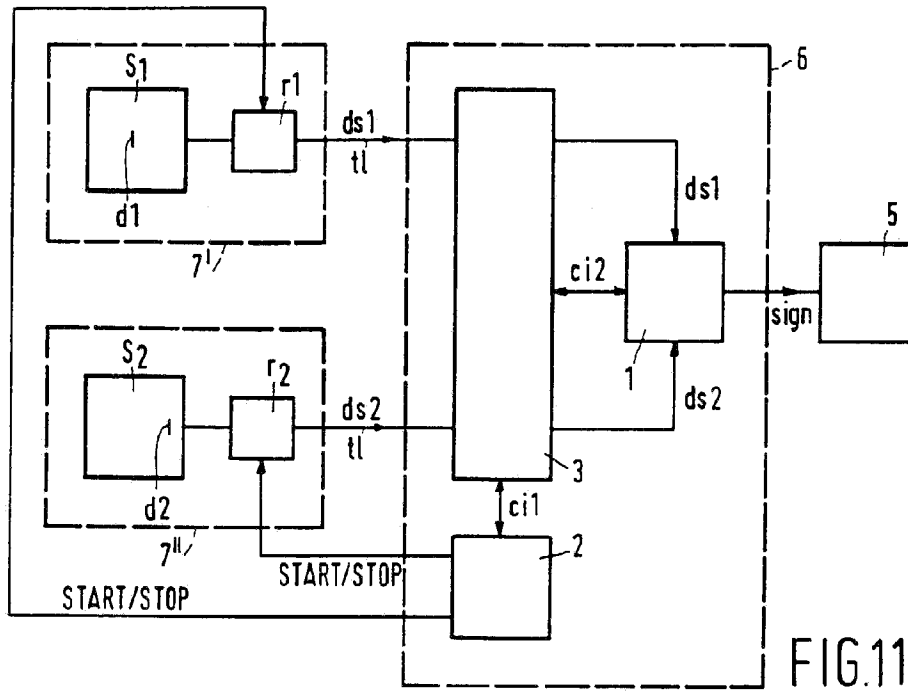 6
S1
r1
ds1
tl
d1
7I
ds1
5
ci2
sign
1
S2
r2
ds2
tl
ds2
3
d2
7II
ci1
2
START/STOP
START/STOP
FIG.11